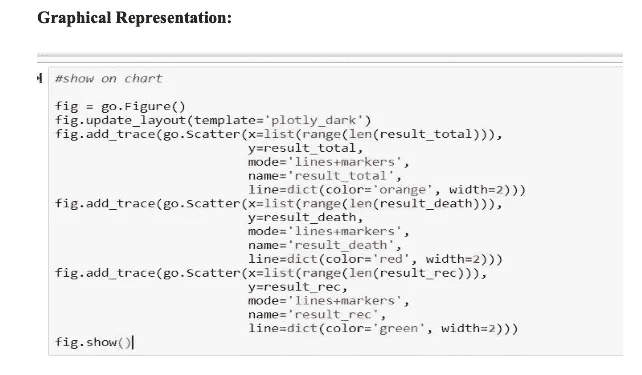 Graphical Representation:
#show on chart
fig = go.Figure()
fig.update_layout(template='plotly_dark')
fig.add_trace(go.Scatter(x=list(range(len(result_total))),
y=result_total,
mode='lines+markers',
name='result_total',
line=dict(color='orange', width=2)))
fig.add_trace(go.Scatter(x=list(range(len(result_death))),
y=result_death,
mode='lines+markers',
name='result_death',
line=dict(color='red', width=2)))
fig.add_trace(go.Scatter(x=list(range(len(result_rec))),
y=result_rec,
mode='lines+markers',
name='result_rec',
line=dict(color='green', width=2)))
fig.show()